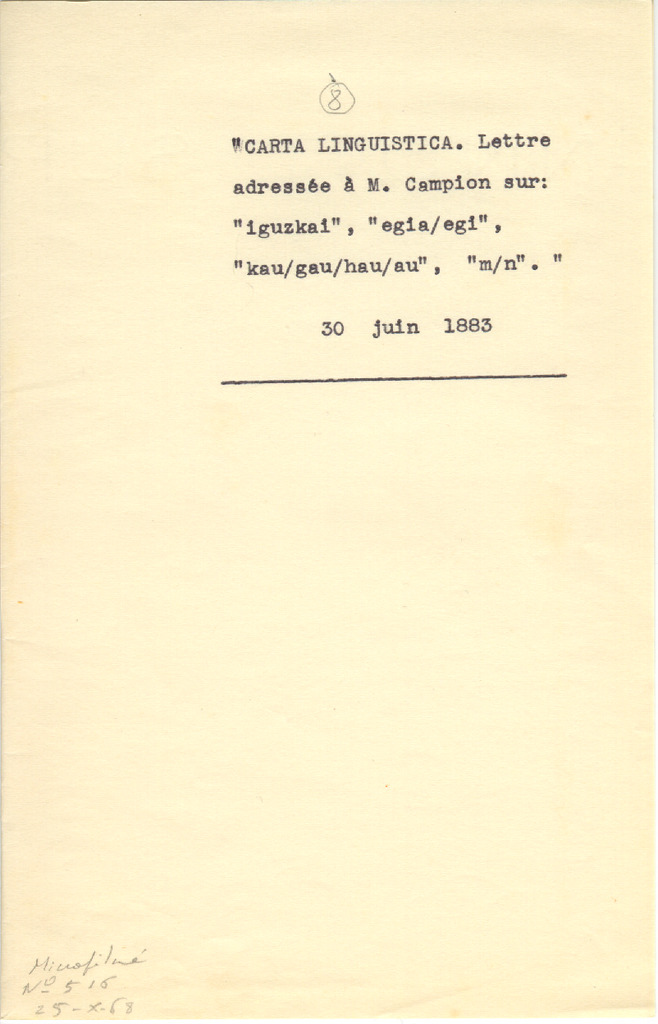 8
"CARTA LINGUISTICA. Lettre
adressée à M. Campion sur:
"iguzkai", "egia/egi",
"kau/gau/hau/au", "m/n". "
30 juin 1883
Microfilmé
Nº 516
25-X-68